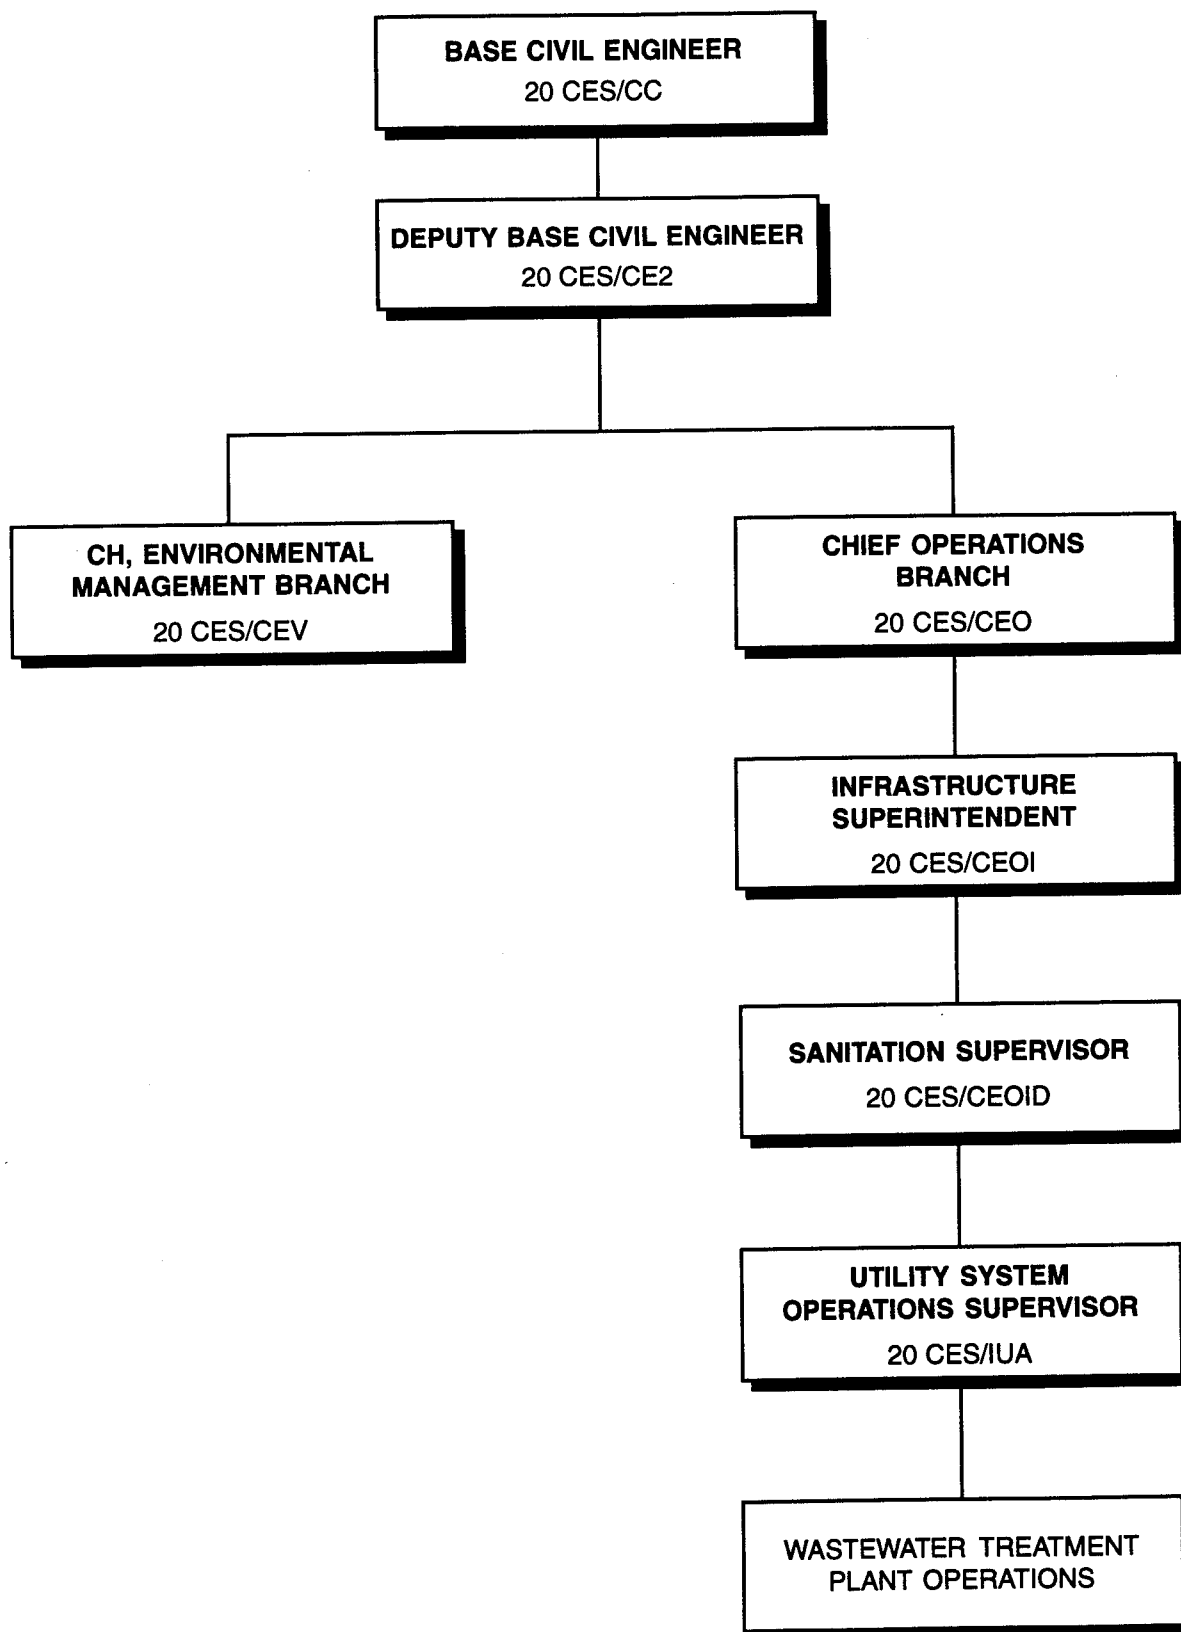 BASE CIVIL ENGINEER
20 CES/CC
DEPUTY BASE CIVIL ENGINEER
20 CES/CE2
CH, ENVIRONMENTAL
MANAGEMENT BRANCH
20 CES/CEV
CHIEF OPERATIONS
BRANCH
20 CES/CEO
INFRASTRUCTURE
SUPERINTENDENT
20 CES/CEOI
SANITATION SUPERVISOR
20 CES/CEOID
UTILITY SYSTEM
OPERATIONS SUPERVISOR
20 CES/IUA
WASTEWATER TREATMENT
PLANT OPERATIONS